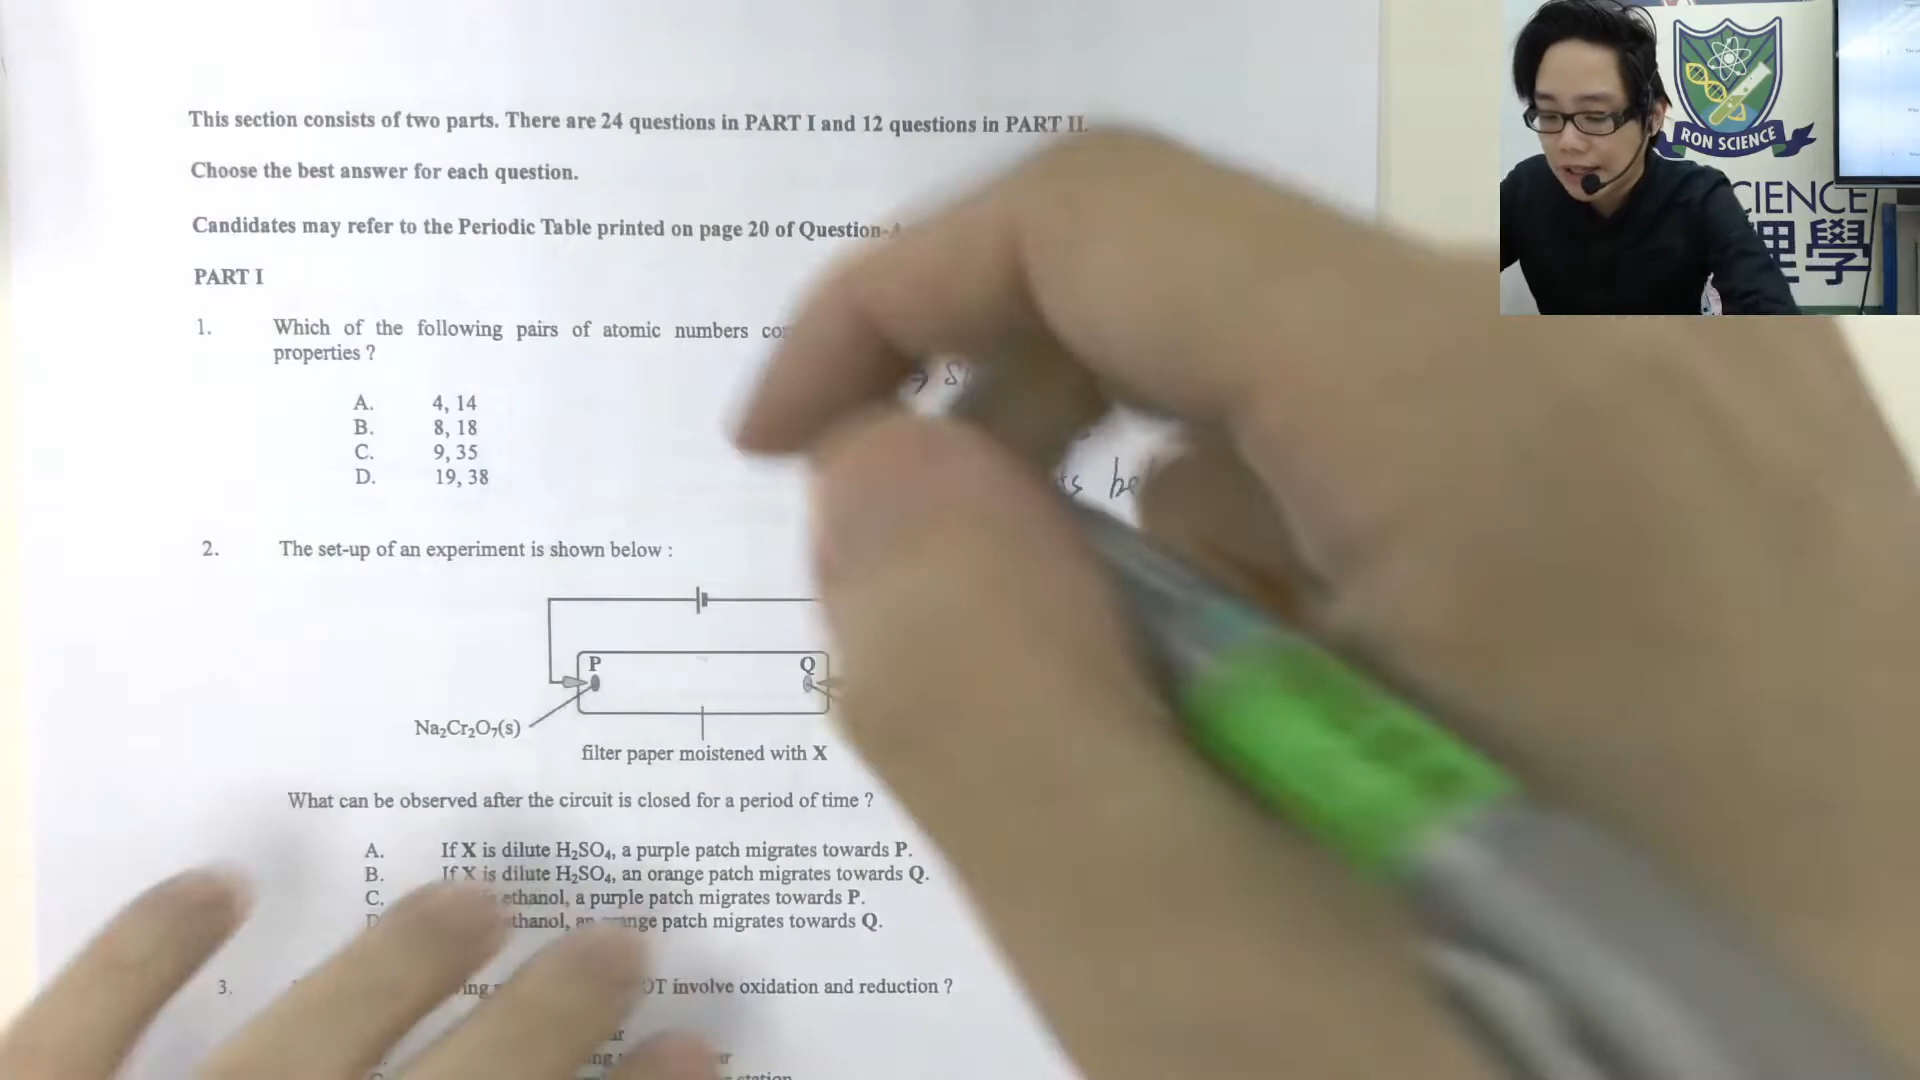 This section consists of two parts. There are 24 questions in PART I and 12 questions in PART II.
Choose the best answer for each question.
Candidates may refer to the Periodic Table printed on page 20 of Question-
PART I
1. Which of the following pairs of atomic numbers
properties ?
A. 4, 14
B. 8, 18
C. 9, 35
D. 19, 38
2. The set-up of an experiment is shown below :
P Q
Na₂Cr₂O₇(s)
filter paper moistened with X
What can be observed after the circuit is closed for a period of time ?
A. If X is dilute H₂SO₄, a purple patch migrates towards P.
B. If X is dilute H₂SO₄, an orange patch migrates towards Q.
C. ethanol, a purple patch migrates towards P.
D patch migrates towards Q.
3. involve oxidation and reduction ?
RON SCIENCE
CIENCE
理學